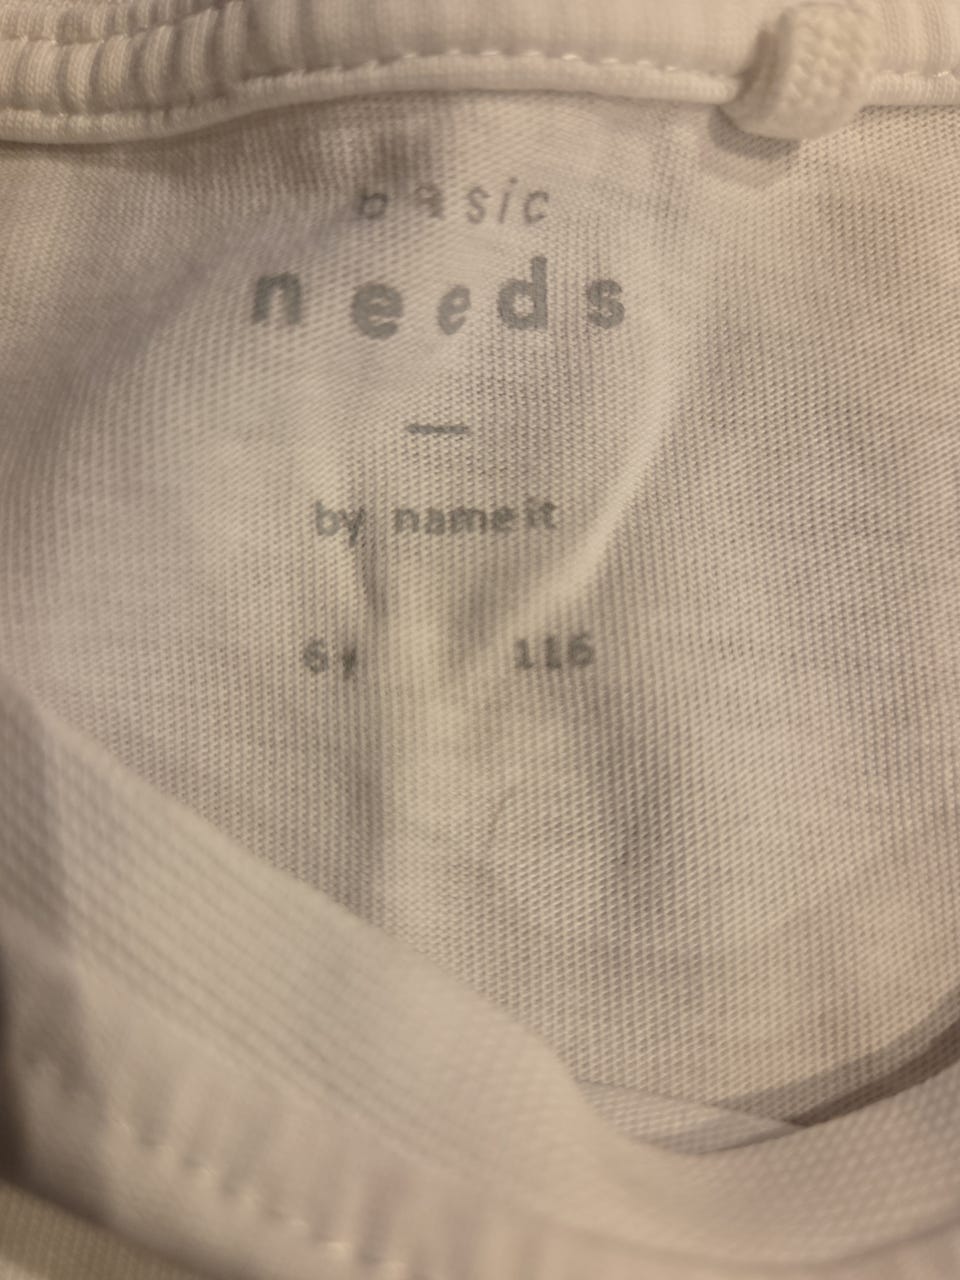 basic
needs
by name it
6y 116